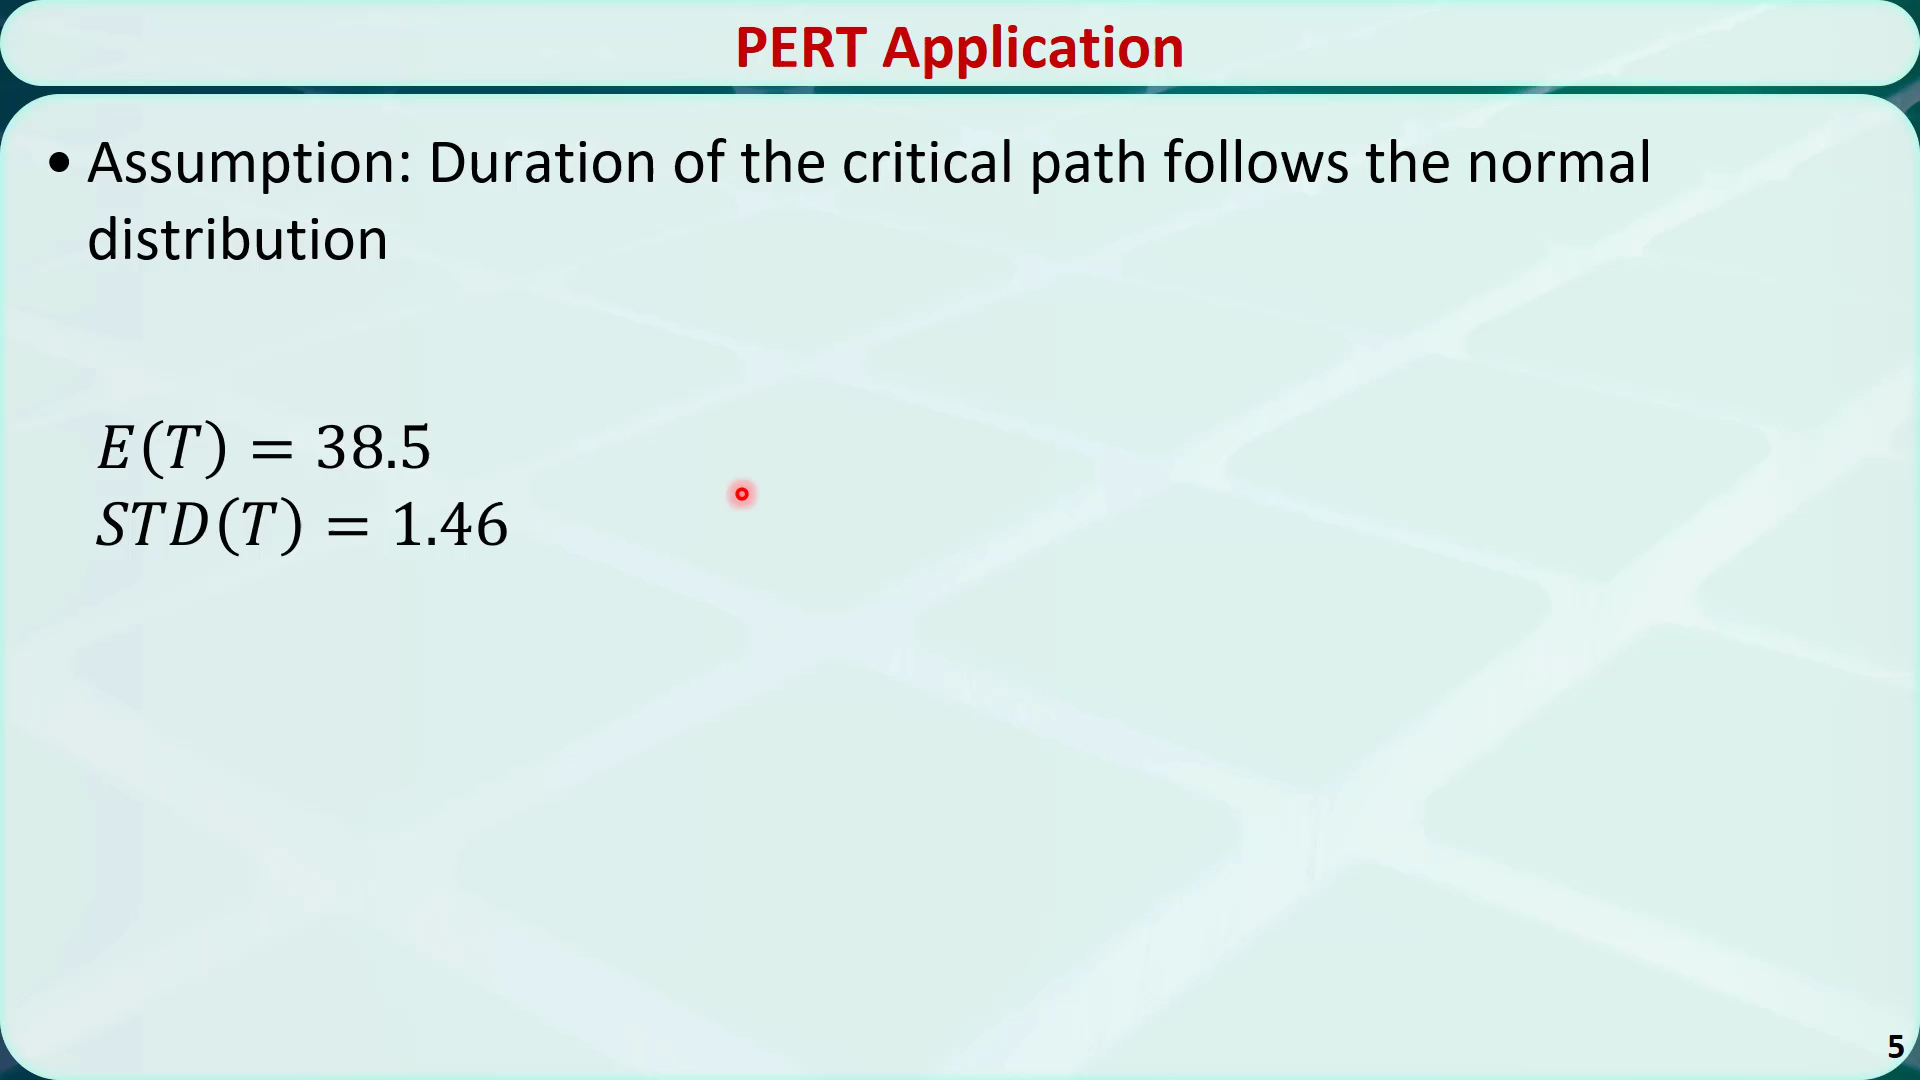 PERT Application
• Assumption: Duration of the critical path follows the normal
distribution
E(T) = 38.5
STD(T) = 1.46
5